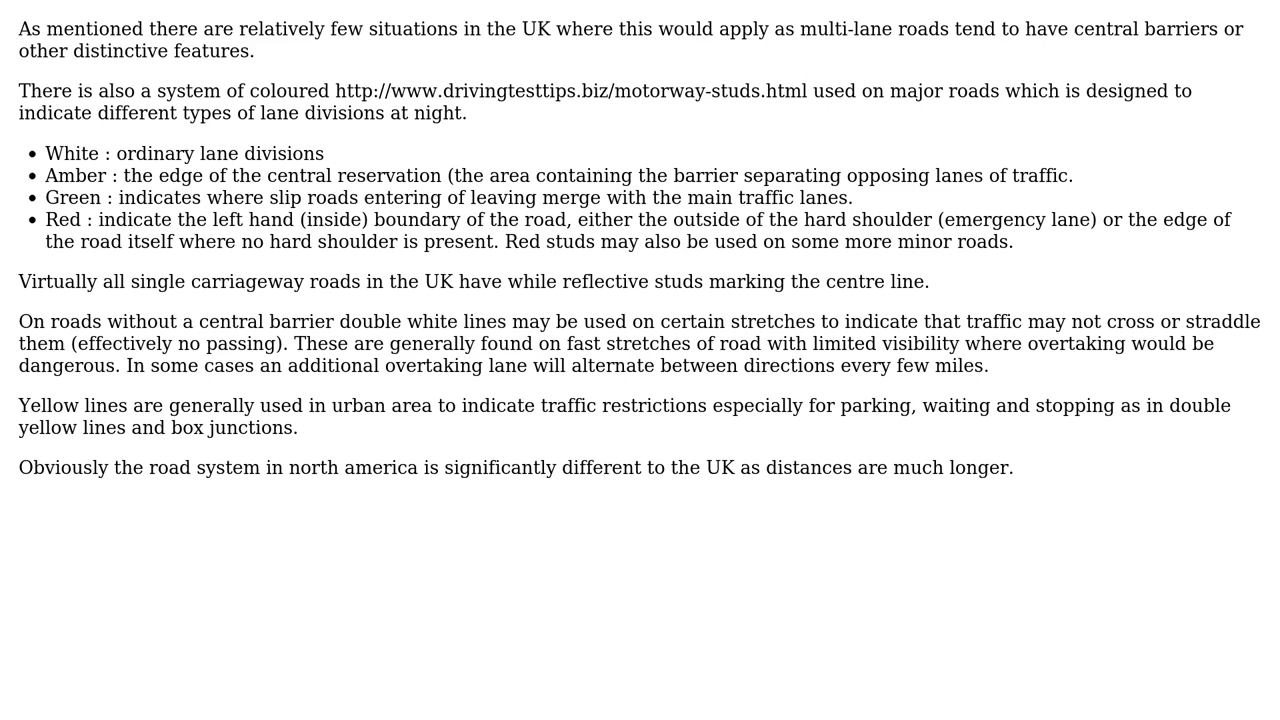 As mentioned there are relatively few situations in the UK where this would apply as multi-lane roads tend to have central barriers or
other distinctive features.
There is also a system of coloured http://www.drivingtesttips.biz/motorway-studs.html used on major roads which is designed to
indicate different types of lane divisions at night.
• White : ordinary lane divisions
• Amber : the edge of the central reservation (the area containing the barrier separating opposing lanes of traffic.
• Green : indicates where slip roads entering of leaving merge with the main traffic lanes.
• Red : indicate the left hand (inside) boundary of the road, either the outside of the hard shoulder (emergency lane) or the edge of
the road itself where no hard shoulder is present. Red studs may also be used on some more minor roads.
Virtually all single carriageway roads in the UK have while reflective studs marking the centre line.
On roads without a central barrier double white lines may be used on certain stretches to indicate that traffic may not cross or straddle
them (effectively no passing). These are generally found on fast stretches of road with limited visibility where overtaking would be
dangerous. In some cases an additional overtaking lane will alternate between directions every few miles.
Yellow lines are generally used in urban area to indicate traffic restrictions especially for parking, waiting and stopping as in double
yellow lines and box junctions.
Obviously the road system in north america is significantly different to the UK as distances are much longer.